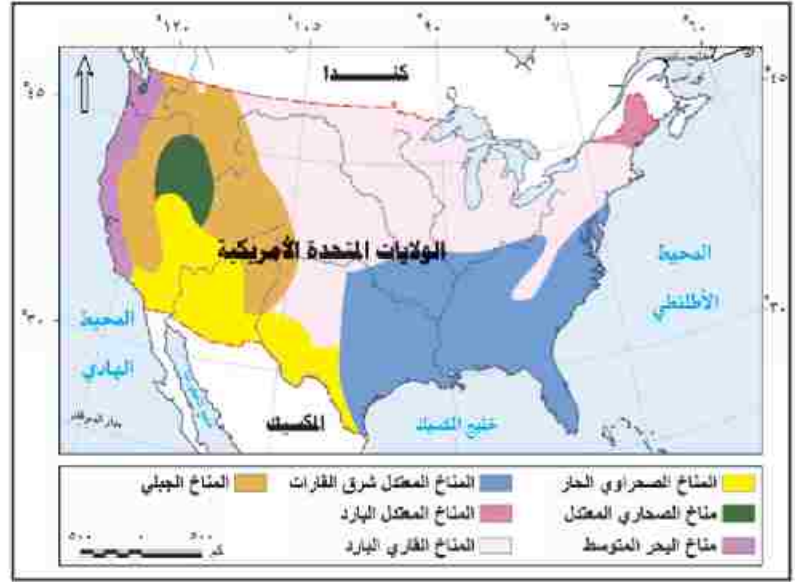 °١٢٠ °١٠٥ °٩٠ °٧٥ °٦٠
°٤٥ °٤٥
كنــــدا
الولايات المتحدة الأمريكية
المحيط
الأطلنطي
°٣٠ °٣٠
المحيط
الهادي
المكسيك
خليج المكسيك
المناخ الصحراوي الحار
المناخ المعتدل شرق القارات
المناخ الجبلي
مناخ الصحاري المعتدل
المناخ المعتدل البارد
مناخ البحر المتوسط
المناخ القاري البارد
٥٠٠ ٠ ٥٠٠
كم